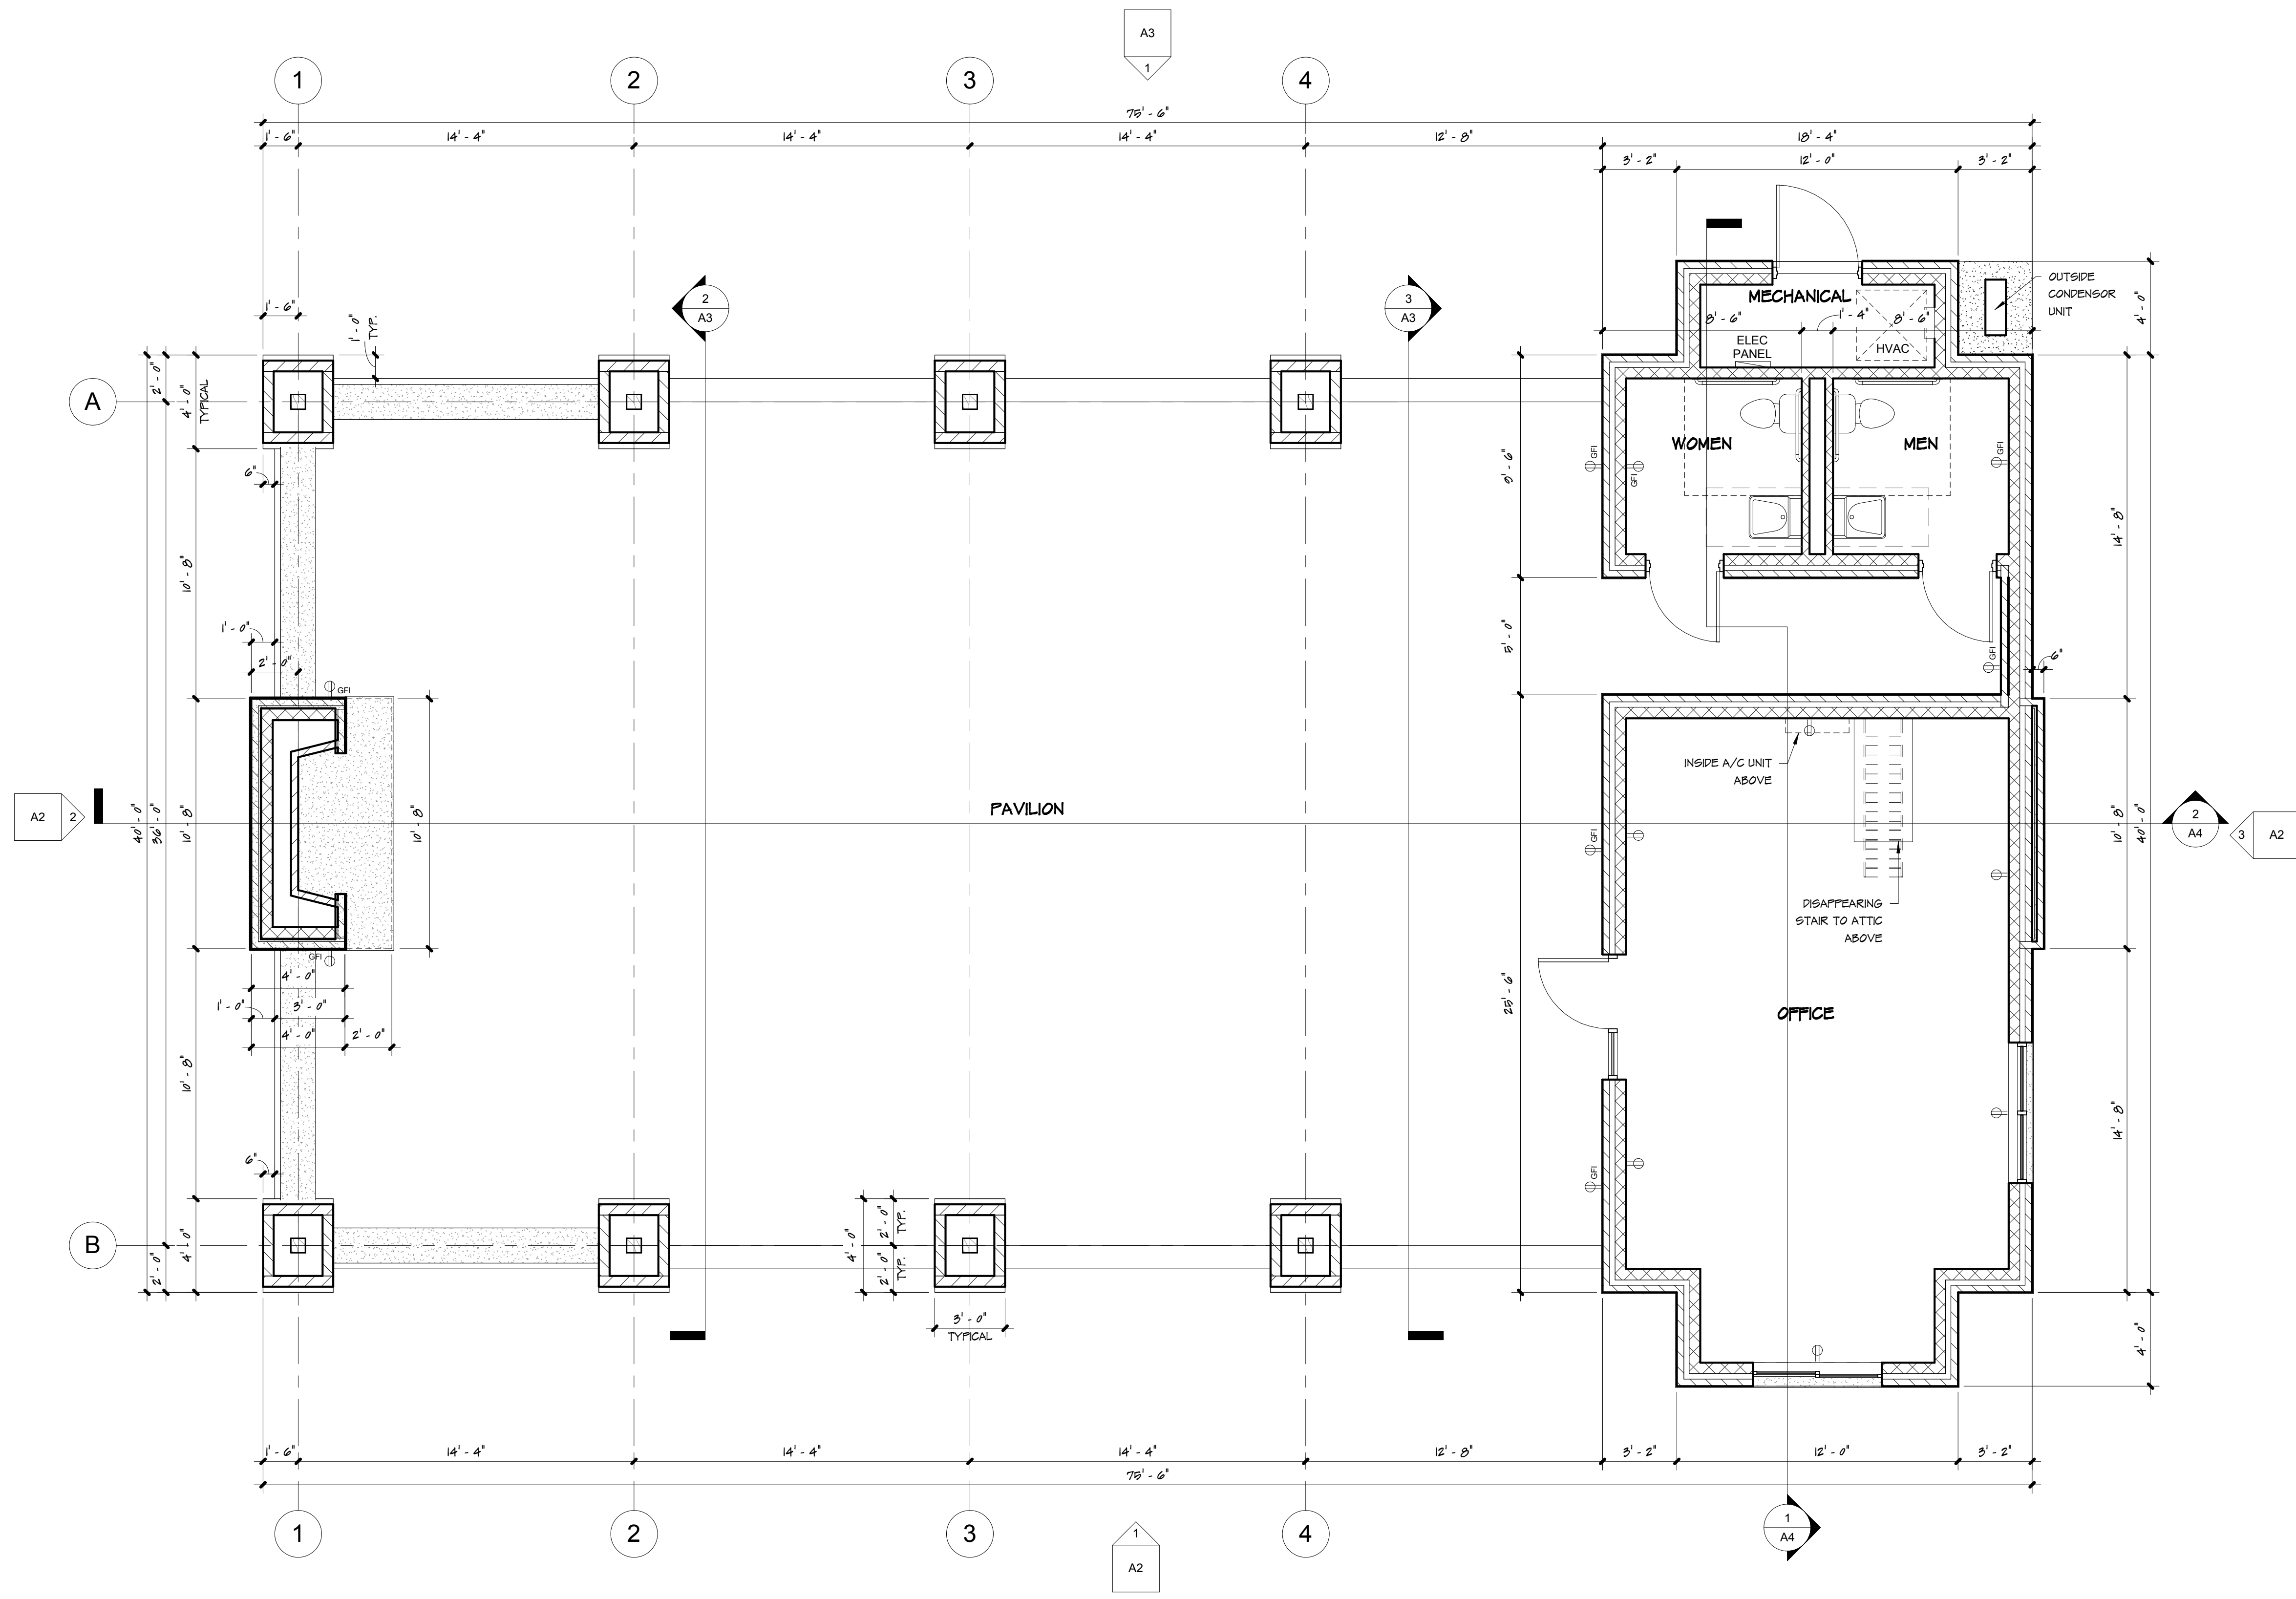 A3
1
1
2
3
4
75' - 6"
1' - 6"
14' - 4"
14' - 4"
14' - 4"
12' - 8"
18' - 4"
3' - 2"
12' - 0"
3' - 2"
OUTSIDE
CONDENSOR
UNIT
4' - 0"
MECHANICAL
8' - 6"
1' - 4"
8' - 6"
ELEC
PANEL
HVAC
2
A3
3
A3
1' - 6"
1' - 0"
TYP.
A
2' - 0"
4' - 0"
TYPICAL
WOMEN
MEN
GFI
GFI
GFI
6"
9' - 6"
14' - 8"
10' - 8"
1' - 0"
2' - 0"
5' - 0"
GFI
6"
GFI
INSIDE A/C UNIT
ABOVE
A2
2
40' - 0"
36' - 0"
10' - 8"
10' - 8"
PAVILION
GFI
10' - 8"
40' - 0"
2
A4
3
A2
DISAPPEARING
STAIR TO ATTIC
ABOVE
GFI
4' - 0"
1' - 0"
3' - 0"
4' - 0"
2' - 0"
25' - 6"
OFFICE
10' - 8"
14' - 8"
6"
GFI
B
4' - 0"
2' - 0"
4' - 0"
2' - 0"
TYP.
2' - 0"
TYP.
3' - 0"
TYPICAL
4' - 0"
1' - 6"
14' - 4"
14' - 4"
14' - 4"
12' - 8"
3' - 2"
12' - 0"
3' - 2"
75' - 6"
1
2
3
4
1
A2
1
A4